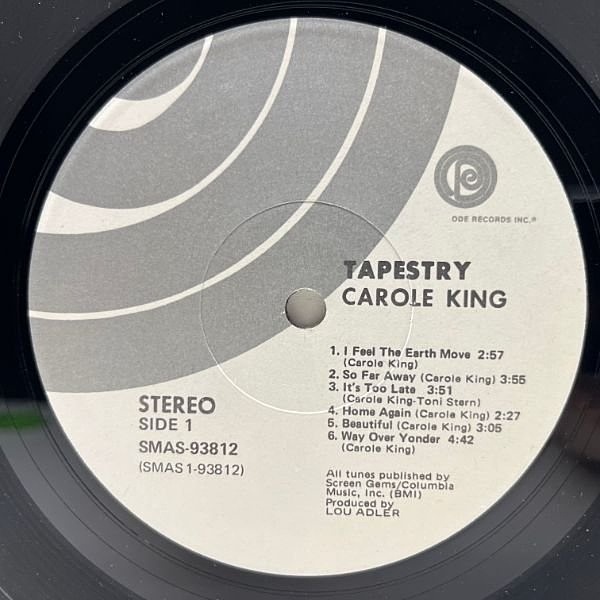 ODE RECORDS INC.®
TAPESTRY
CAROLE KING
1. I Feel The Earth Move 2:57
(Carole King)
2. So Far Away (Carole King) 3:55
3. It's Too Late 3:51
(Carole King-Toni Stern)
4. Home Again (Carole King) 2:27
5. Beautiful (Carole King) 3:05
6. Way Over Yonder 4:42
(Carole King)
STEREO
SIDE 1
SMAS-93812
(SMAS 1-93812)
All tunes published by
Screen Gems/Columbia
Music, Inc. (BMI)
Produced by
LOU ADLER